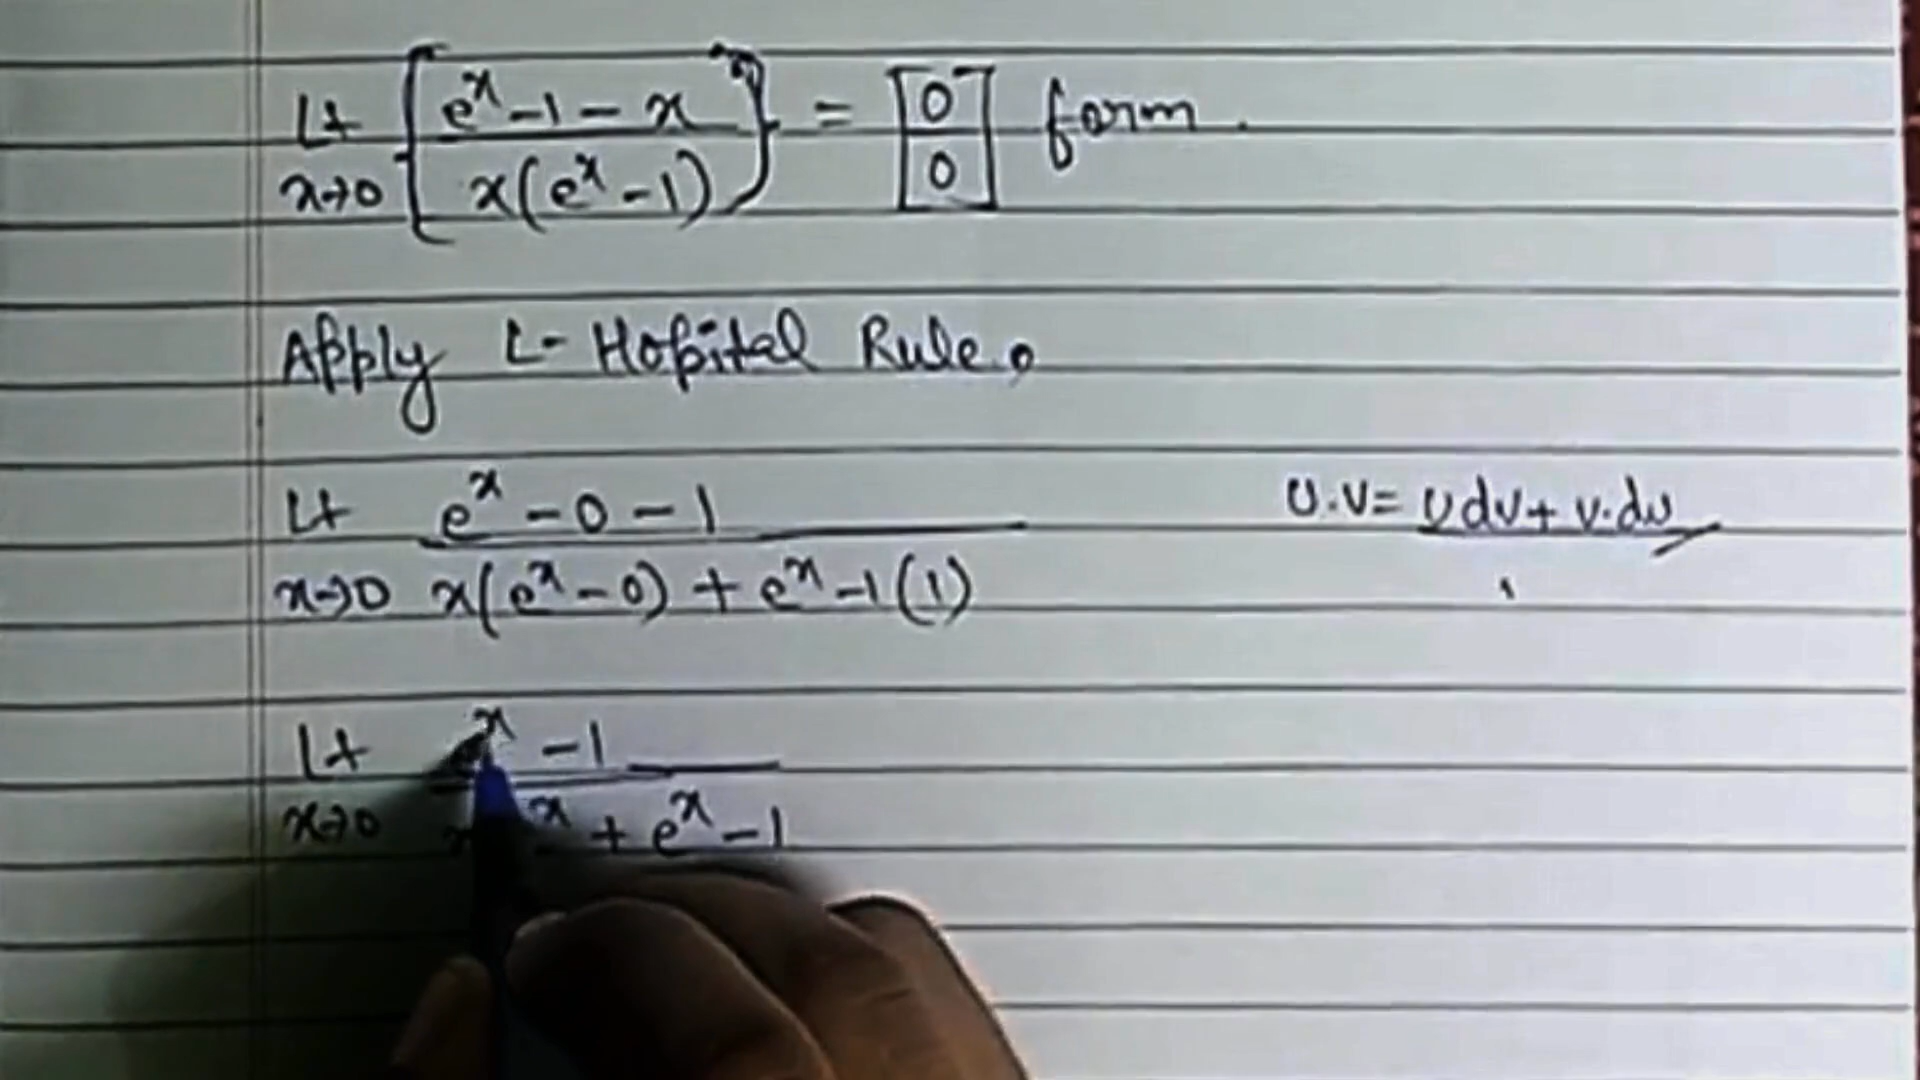 Lt { e^x - 1 - x / x(e^x - 1) } = [0/0] form.
x→0
Apply L-Hopital Rule.
Lt e^x - 0 - 1
x→0 x(e^x - 0) + e^x - 1(1)
U.V = U dv + v.du
Lt x - 1
x→0 x + e^x - 1